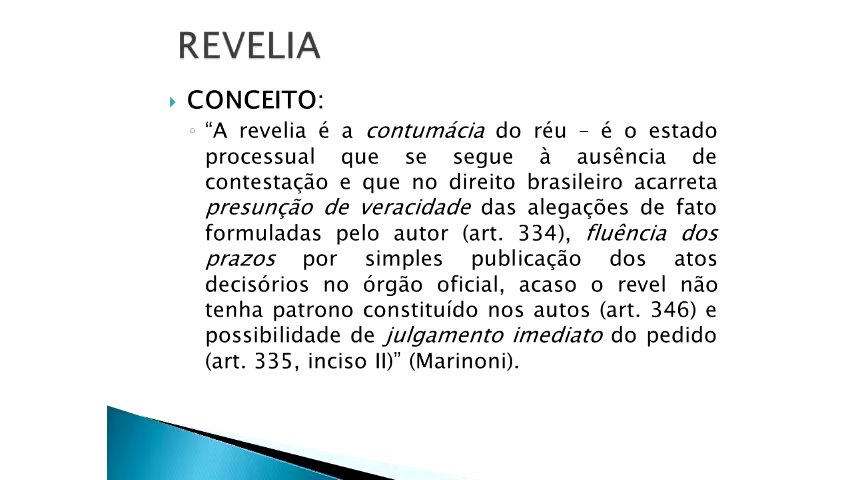 REVELIA
CONCEITO:
“A revelia é a contumácia do réu – é o estado
processual que se segue à ausência de
contestação e que no direito brasileiro acarreta
presunção de veracidade das alegações de fato
formuladas pelo autor (art. 334), fluência dos
prazos por simples publicação dos atos
decisórios no órgão oficial, acaso o revel não
tenha patrono constituído nos autos (art. 346) e
possibilidade de julgamento imediato do pedido
(art. 335, inciso II)” (Marinoni).